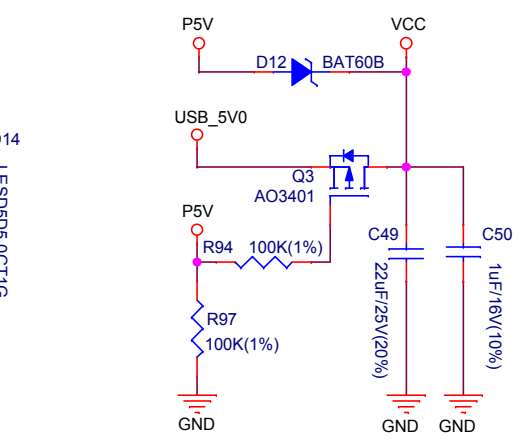 P5V
VCC
D12
BAT60B
USB_5V0
Q3
AO3401
P5V
R94
100K(1%)
C49
C50
22uF/25V(20%)
1uF/16V(10%)
R97
100K(1%)
GND
GND
GND